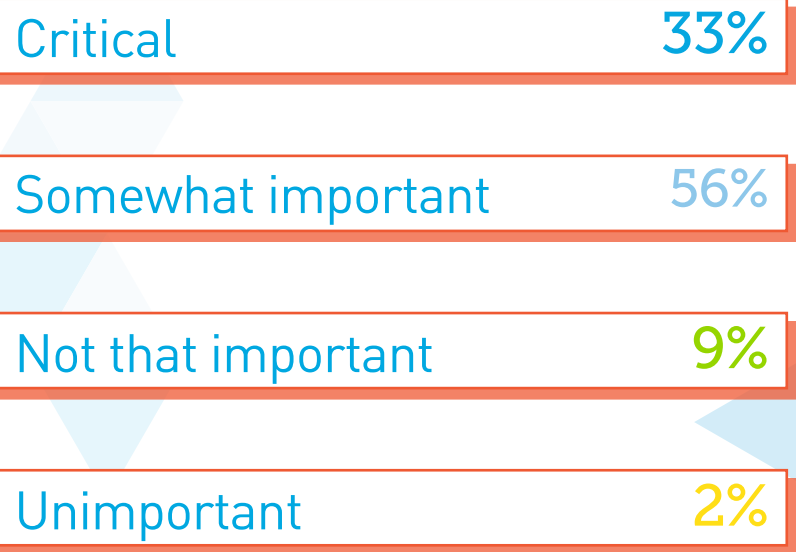 Critical 33%
Somewhat important 56%
Not that important 9%
Unimportant 2%